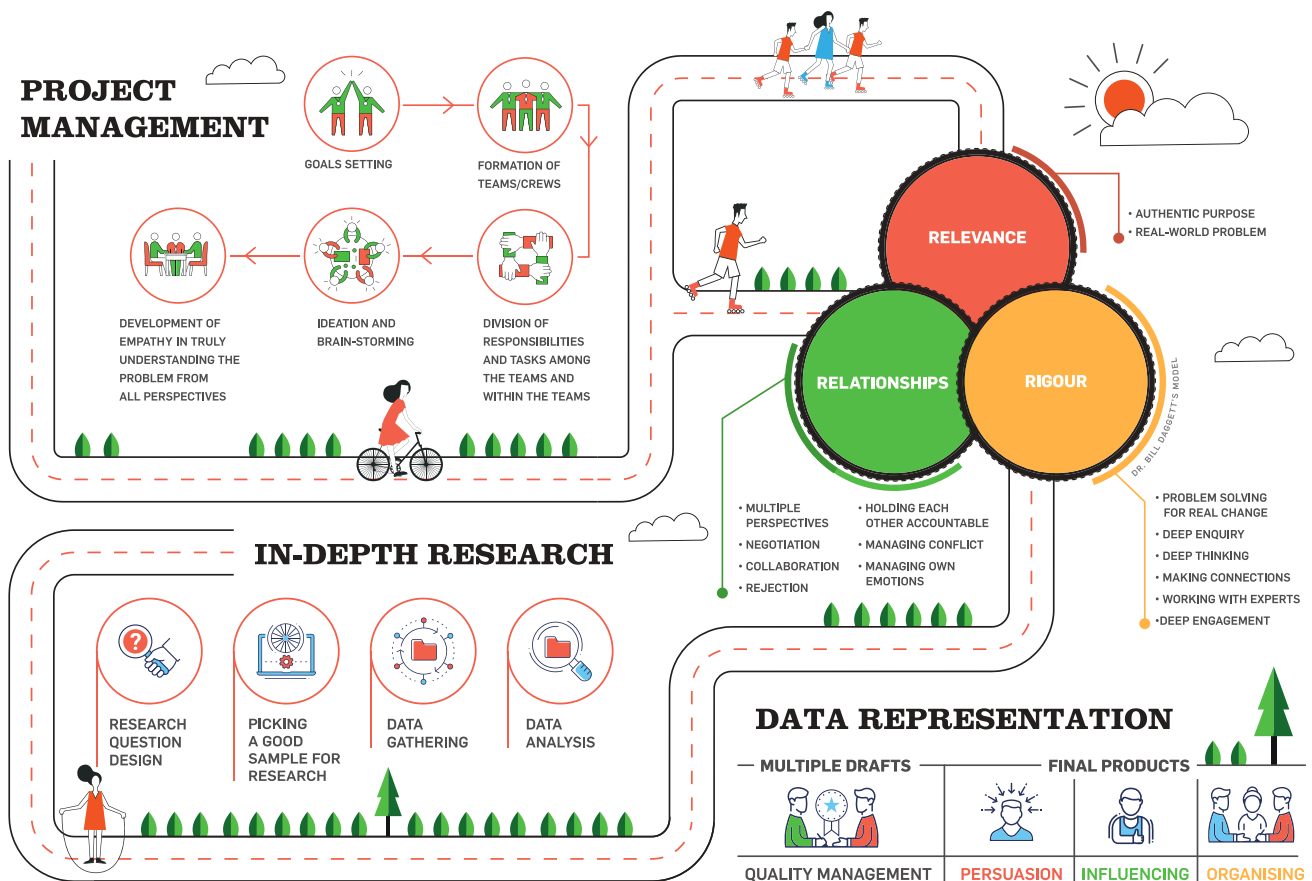 PROJECT
MANAGEMENT
GOALS SETTING
FORMATION OF
TEAMS/CREWS
DEVELOPMENT OF
EMPATHY IN TRULY
UNDERSTANDING THE
PROBLEM FROM
ALL PERSPECTIVES
IDEATION AND
BRAIN-STORMING
DIVISION OF
RESPONSIBILITIES
AND TASKS AMONG
THE TEAMS AND
WITHIN THE TEAMS
RELEVANCE
• AUTHENTIC PURPOSE
• REAL-WORLD PROBLEM
RELATIONSHIPS
RIGOUR
DR. BILL DAGGETT'S MODEL
• MULTIPLE
PERSPECTIVES
• NEGOTIATION
• COLLABORATION
• REJECTION
• HOLDING EACH
OTHER ACCOUNTABLE
• MANAGING CONFLICT
• MANAGING OWN
EMOTIONS
• PROBLEM SOLVING
FOR REAL CHANGE
• DEEP ENQUIRY
• DEEP THINKING
• MAKING CONNECTIONS
• WORKING WITH EXPERTS
•DEEP ENGAGEMENT
IN-DEPTH RESEARCH
?
RESEARCH
QUESTION
DESIGN
PICKING
A GOOD
SAMPLE FOR
RESEARCH
DATA
GATHERING
DATA
ANALYSIS
DATA REPRESENTATION
MULTIPLE DRAFTS
FINAL PRODUCTS
QUALITY MANAGEMENT
PERSUASION
INFLUENCING
ORGANISING